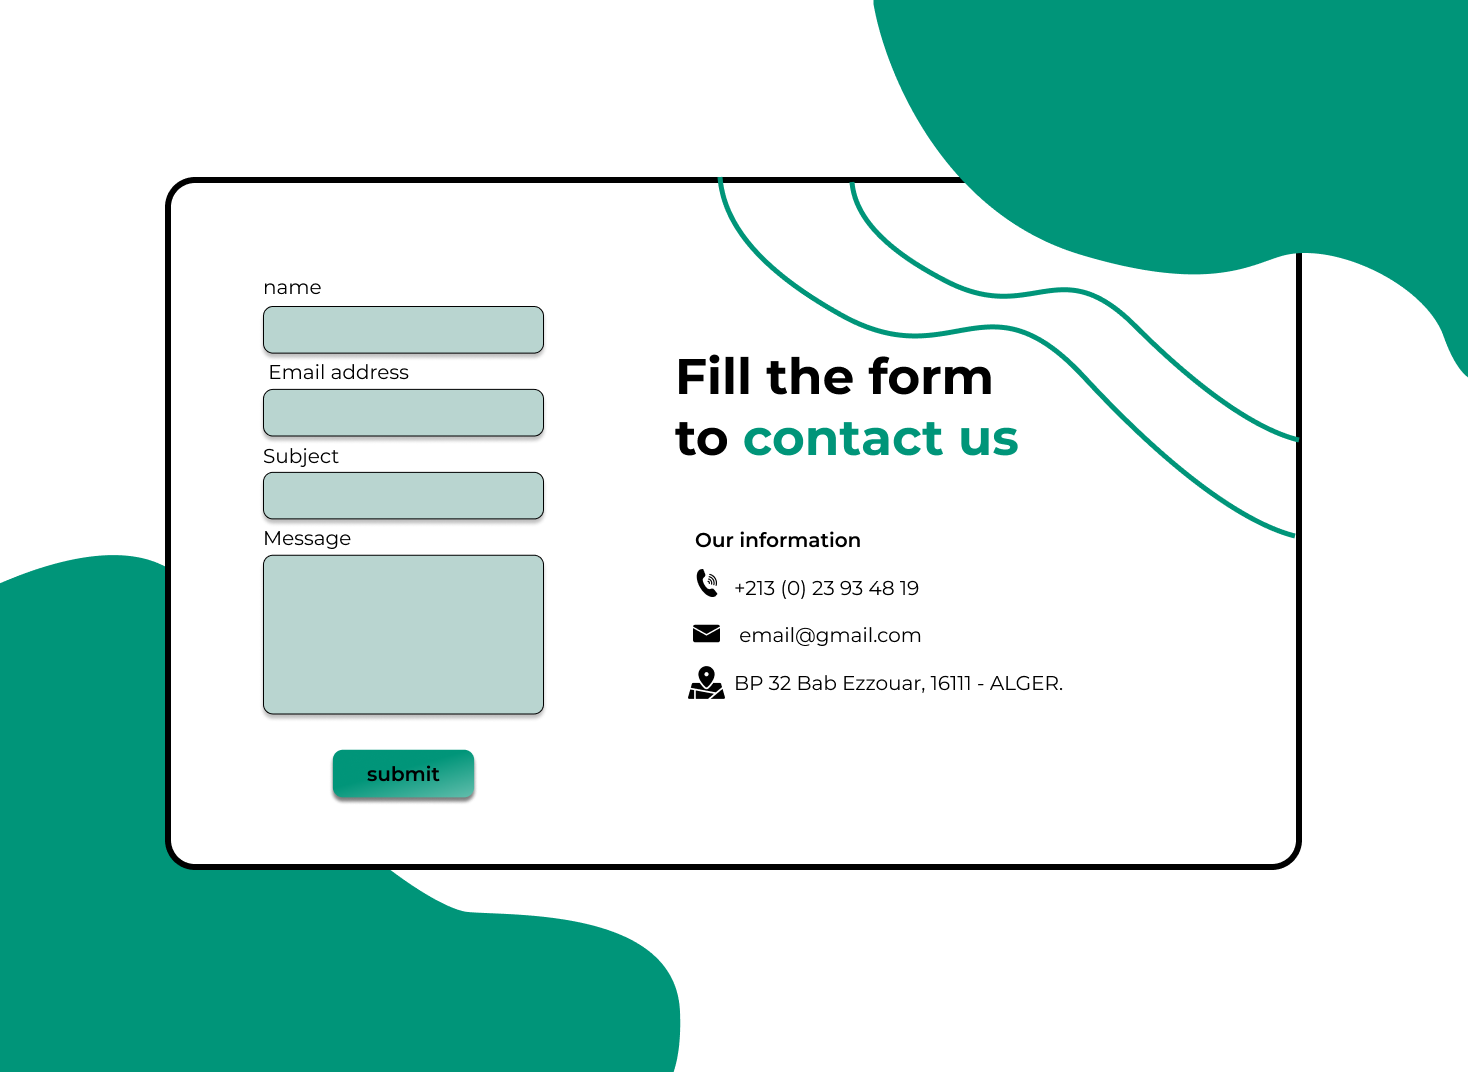 name
Email address
Subject
Message
submit
Fill the form
to contact us
Our information
+213 (0) 23 93 48 19
email@gmail.com
BP 32 Bab Ezzouar, 16111 - ALGER.